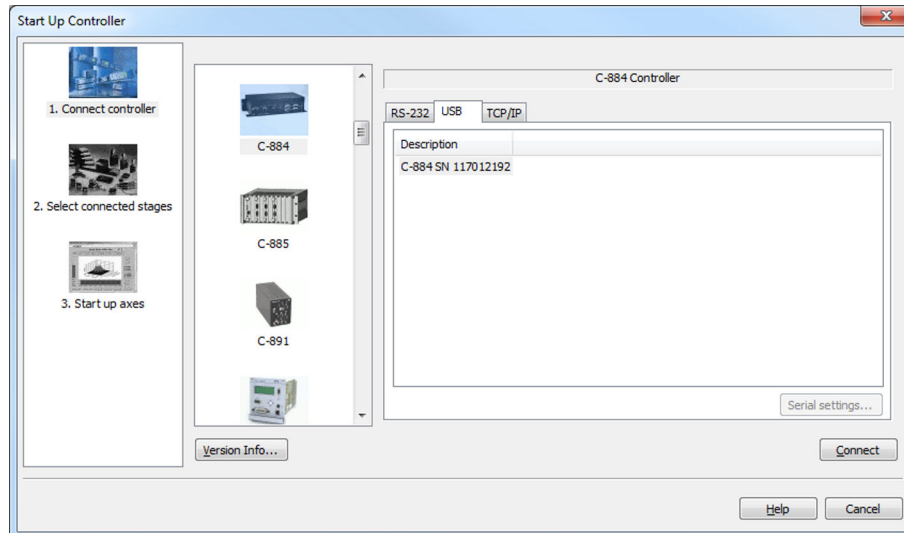 Start Up Controller
1. Connect controller
2. Select connected stages
3. Start up axes
C-884
C-885
C-891
C-884 Controller
RS-232 USB TCP/IP
Description
C-884 SN 117012192
Serial settings...
Version Info...
Connect
Help
Cancel